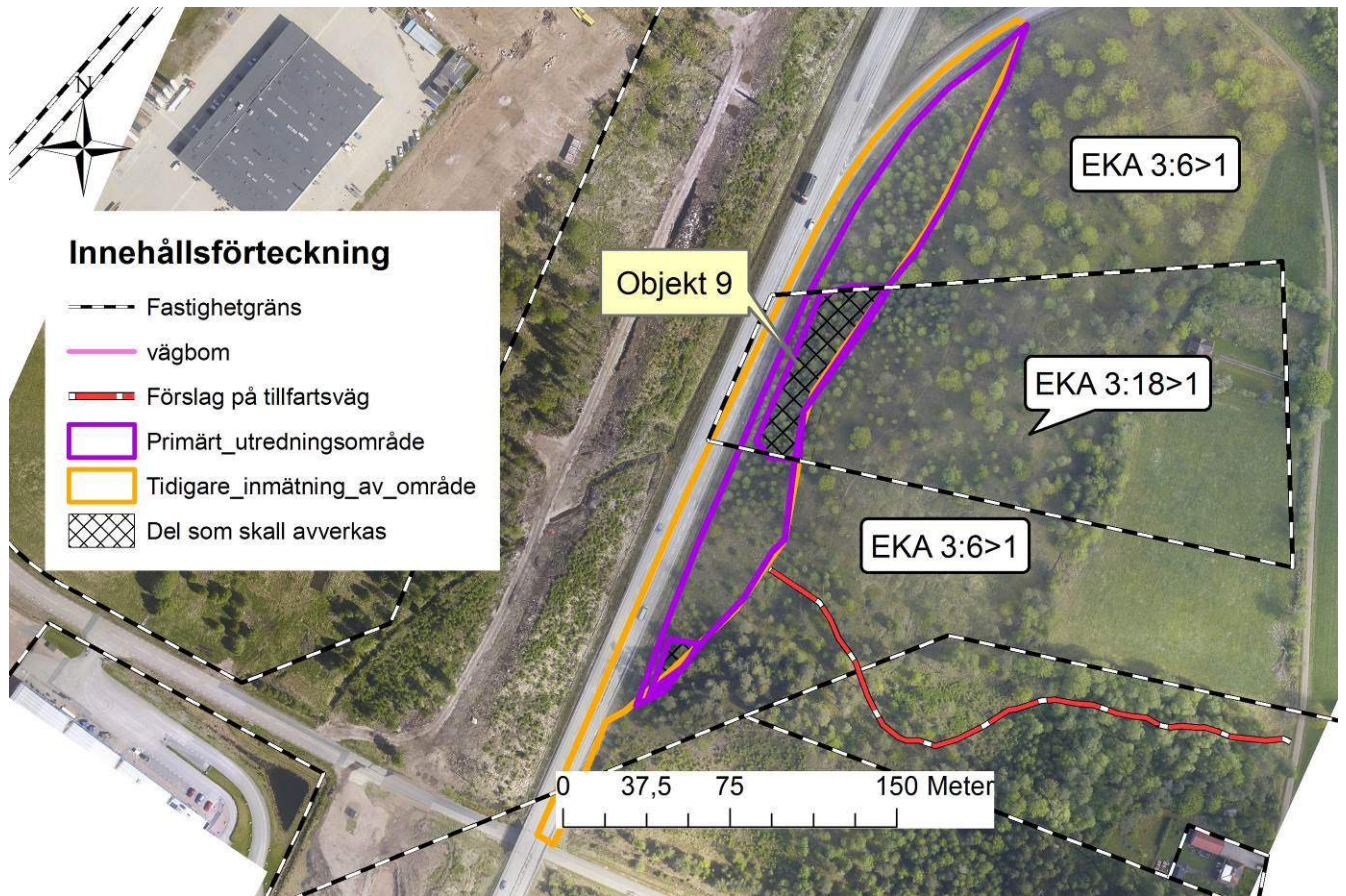 N
EKA 3:6>1
Innehållsförteckning
Objekt 9
Fastighetgräns
vägbom
EKA 3:18>1
Förslag på tillfartsväg
Primärt_utredningsområde
Tidigare_inmätning_av_område
Del som skall avverkas
EKA 3:6>1
0 37,5 75 150 Meter